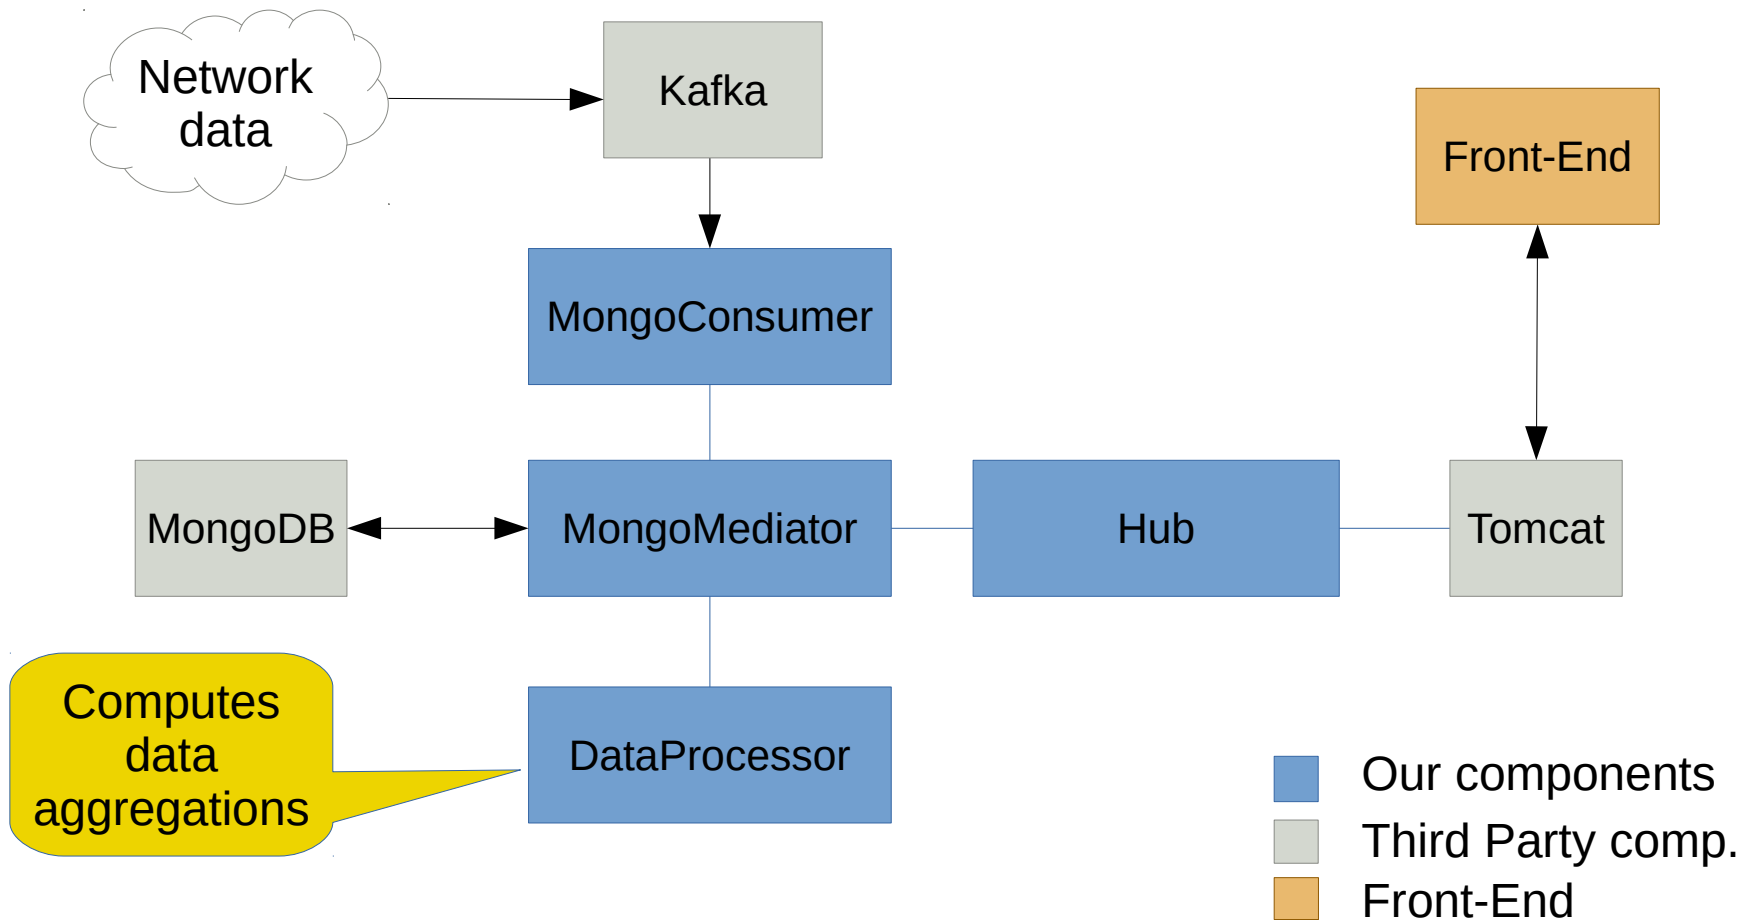 Network
data
Kafka
Front-End
MongoConsumer
MongoDB
MongoMediator
Hub
Tomcat
Computes
data
aggregations
DataProcessor
Our components
Third Party comp.
Front-End